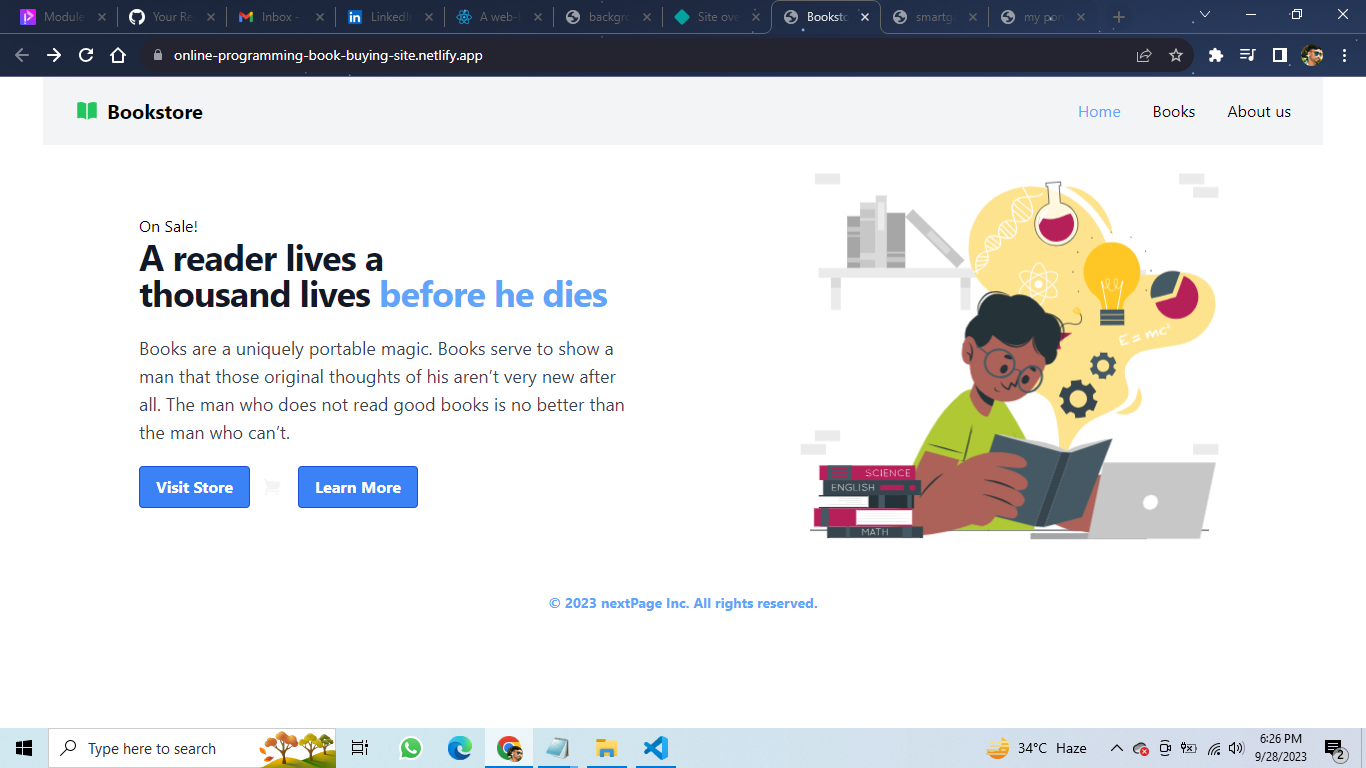 Module
Your Re
Inbox -
LinkedIn
A web-
backgro
Site ove
Booksto
smartga
my por
online-programming-book-buying-site.netlify.app
Bookstore
Home
Books
About us
On Sale!
A reader lives a
thousand lives before he dies
Books are a uniquely portable magic. Books serve to show a
man that those original thoughts of his aren’t very new after
all. The man who does not read good books is no better than
the man who can’t.
Visit Store
Learn More
E = mc²
SCIENCE
ENGLISH
MATH
© 2023 nextPage Inc. All rights reserved.
Type here to search
34°C Haze
6:26 PM
9/28/2023
2